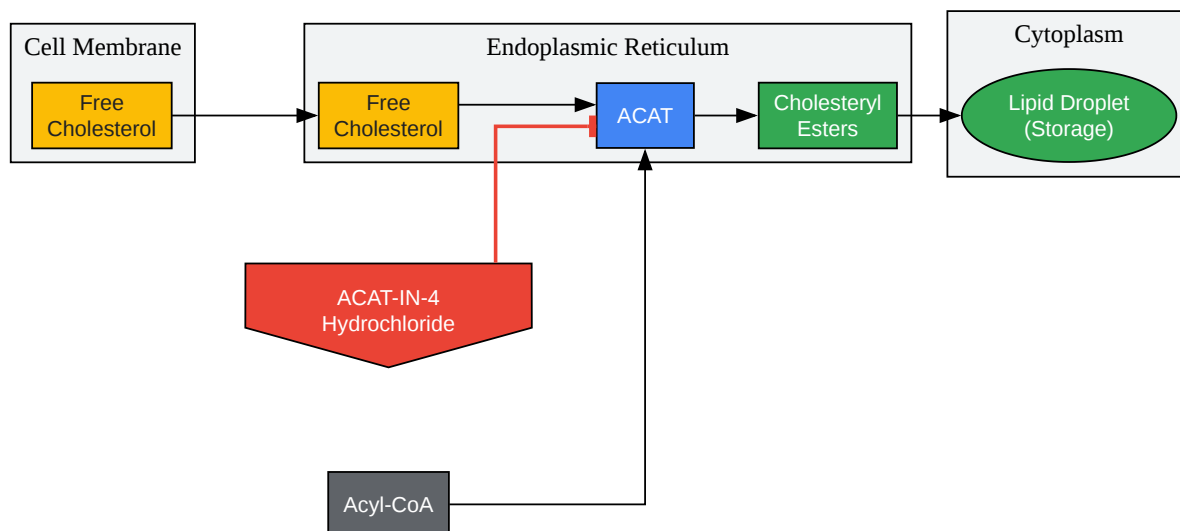 Cell Membrane
Free
Cholesterol
Endoplasmic Reticulum
Free
Cholesterol
ACAT
Cholesteryl
Esters
Cytoplasm
Lipid Droplet
(Storage)
ACAT-IN-4
Hydrochloride
Acyl-CoA